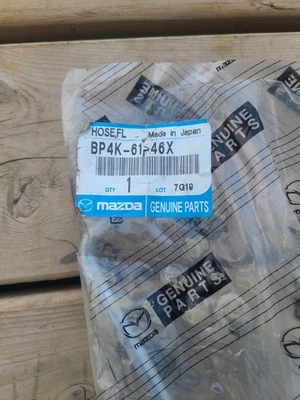 HOSE,FL Made in Japan
BP4K-61-46X
QTY 1 LOT 7G19
mazda GENUINE PARTS
GENUINE
PARTS
mazda
GENUINE
PARTS
mazda